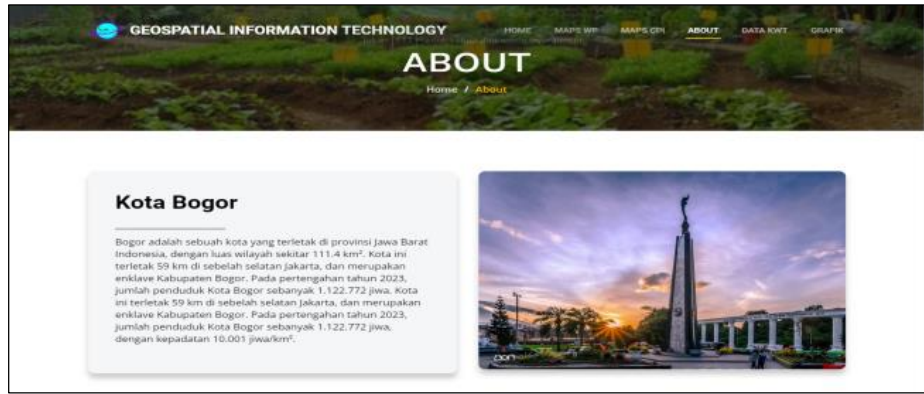 GEOSPATIAL INFORMATION TECHNOLOGY
HOME MAPS WP MAPS CPI ABOUT DATA KWT GRAFIK
ABOUT
Home / About
Kota Bogor
Bogor adalah sebuah kota yang terletak di provinsi Jawa Barat
Indonesia, dengan luas wilayah sekitar 111.4 km². Kota ini
terletak 59 km di sebelah selatan Jakarta, dan merupakan
enklave Kabupaten Bogor. Pada pertengahan tahun 2023,
jumlah penduduk Kota Bogor sebanyak 1.122.772 jiwa. Kota
ini terletak 59 km di sebelah selatan Jakarta, dan merupakan
enklave Kabupaten Bogor. Pada pertengahan tahun 2023,
jumlah penduduk Kota Bogor sebanyak 1.122.772 jiwa,
dengan kepadatan 10.001 jiwa/km².